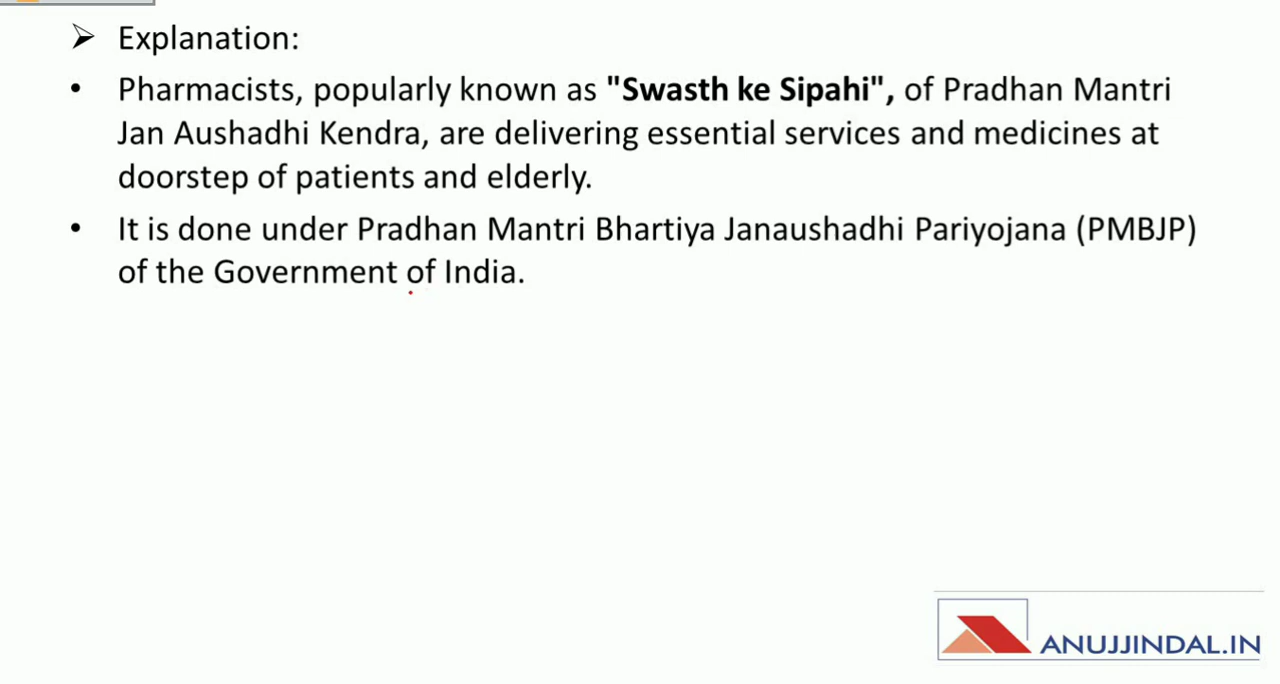 Explanation:
Pharmacists, popularly known as "Swasth ke Sipahi", of Pradhan Mantri
Jan Aushadhi Kendra, are delivering essential services and medicines at
doorstep of patients and elderly.
It is done under Pradhan Mantri Bhartiya Janaushadhi Pariyojana (PMBJP)
of the Government of India.
ANUJJINDAL.IN